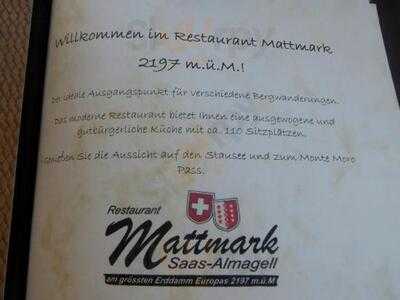 Willkommen im Restaurant Mattmark
2197 m.ü.M.!
Der ideale Ausgangspunkt für verschiedene Bergwanderungen.
Das moderne Restaurant bietet Ihnen eine ausgewogene und
gutbürgerliche Küche mit ca. 110 Sitzplätzen.
Geniessen Sie die Aussicht auf den Stausee und zum Monte Moro
Pass.
Restaurant
Mattmark
Saas-Almagell
am grössten Erddamm Europas 2197 m.ü.M